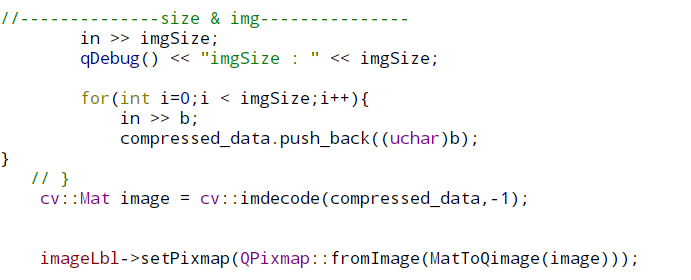 //--------------size & img---------------
in >> imgSize;
qDebug() << "imgSize : " << imgSize;
for(int i=0;i < imgSize;i++){
in >> b;
compressed_data.push_back((uchar)b);
}
// }
cv::Mat image = cv::imdecode(compressed_data,-1);
imageLbl->setPixmap(QPixmap::fromImage(MatToQimage(image)));